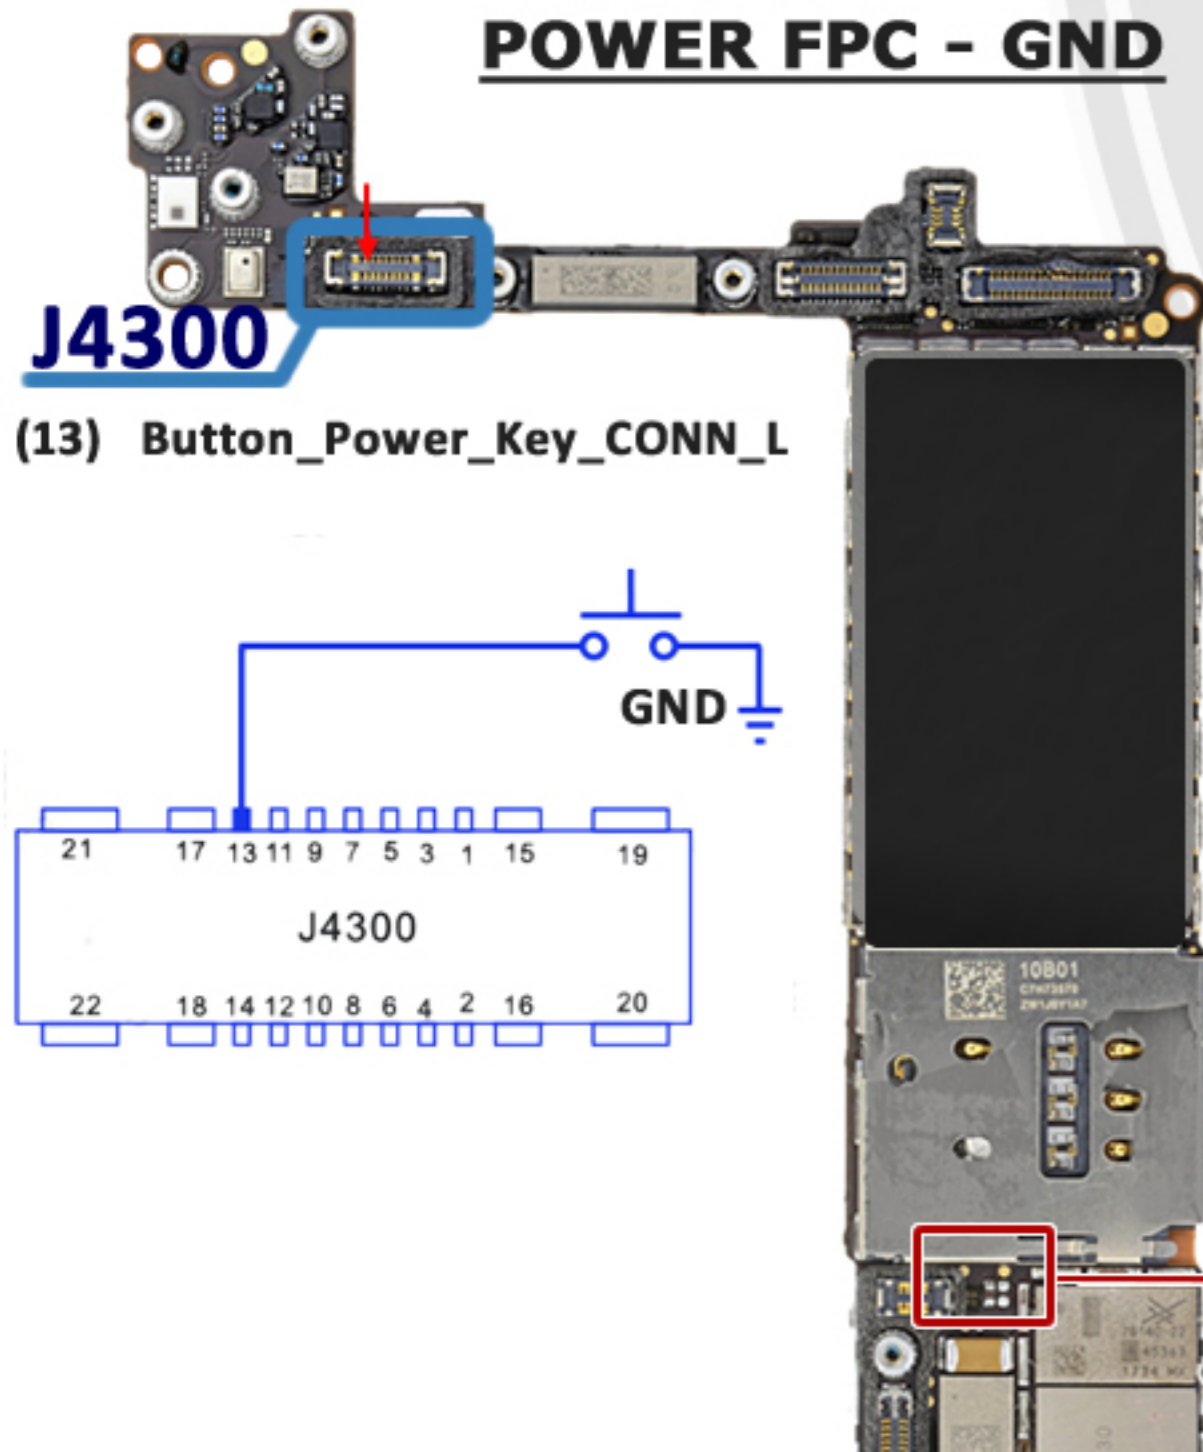 POWER FPC - GND
J4300
(13) Button_Power_Key_CONN_L
GND
21 17 13 11 9 7 5 3 1 15 19
J4300
22 18 14 12 10 8 6 4 2 16 20
10B01